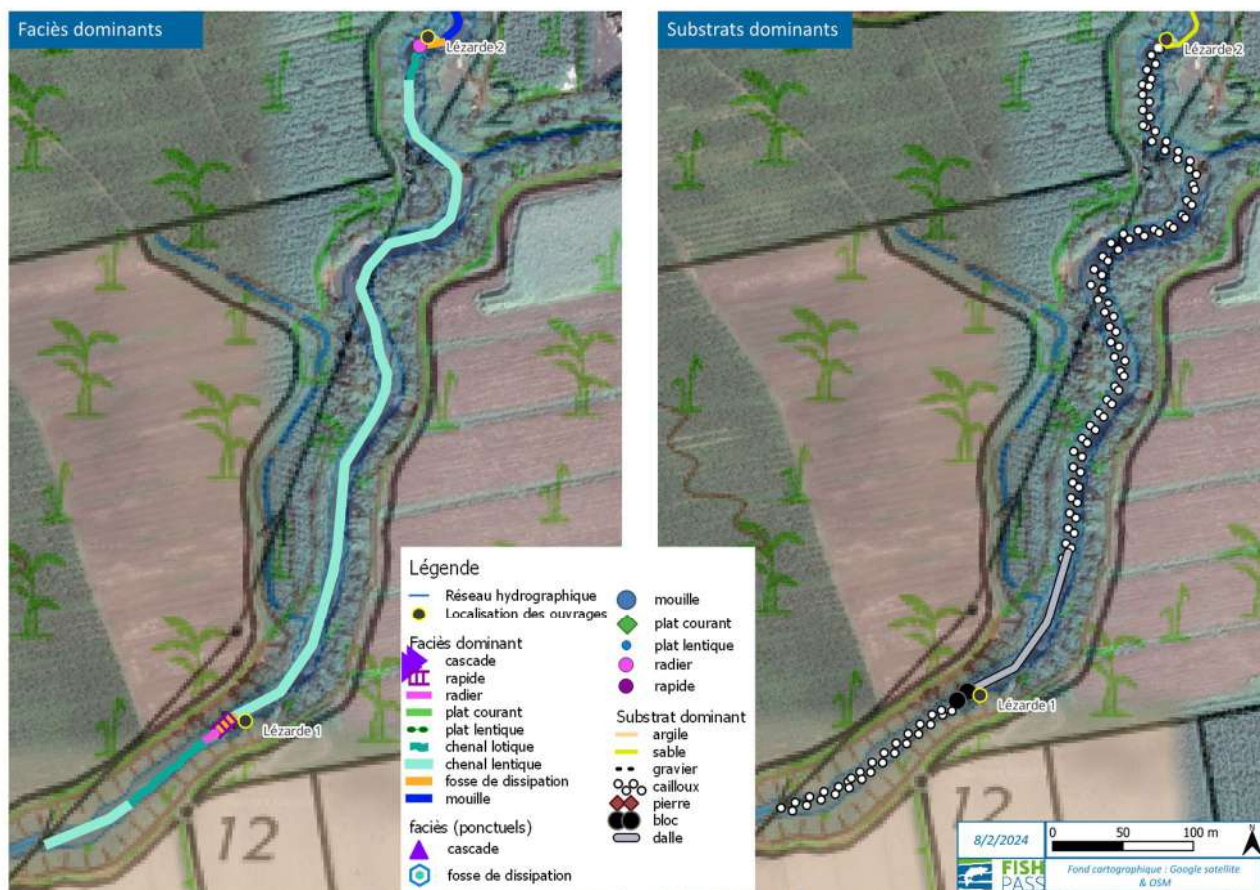 Faciès dominants
Lézarde 2
Lézarde 1
12
Légende
Réseau hydrographique
Localisation des ouvrages
Faciès dominant
cascade
rapide
radier
plat courant
plat lentique
chenal lotique
chenal lentique
fosse de dissipation
mouille
faciès (ponctuels)
cascade
fosse de dissipation
mouille
plat courant
plat lentique
radier
rapide
Substrat dominant
argile
sable
gravier
cailloux
pierre
bloc
dalle
Substrats dominants
Lézarde 2
Lézarde 1
12
8/2/2024
0 50 100 m
N
FISH
PASS
Fond cartographique : Google satellite
& OSM